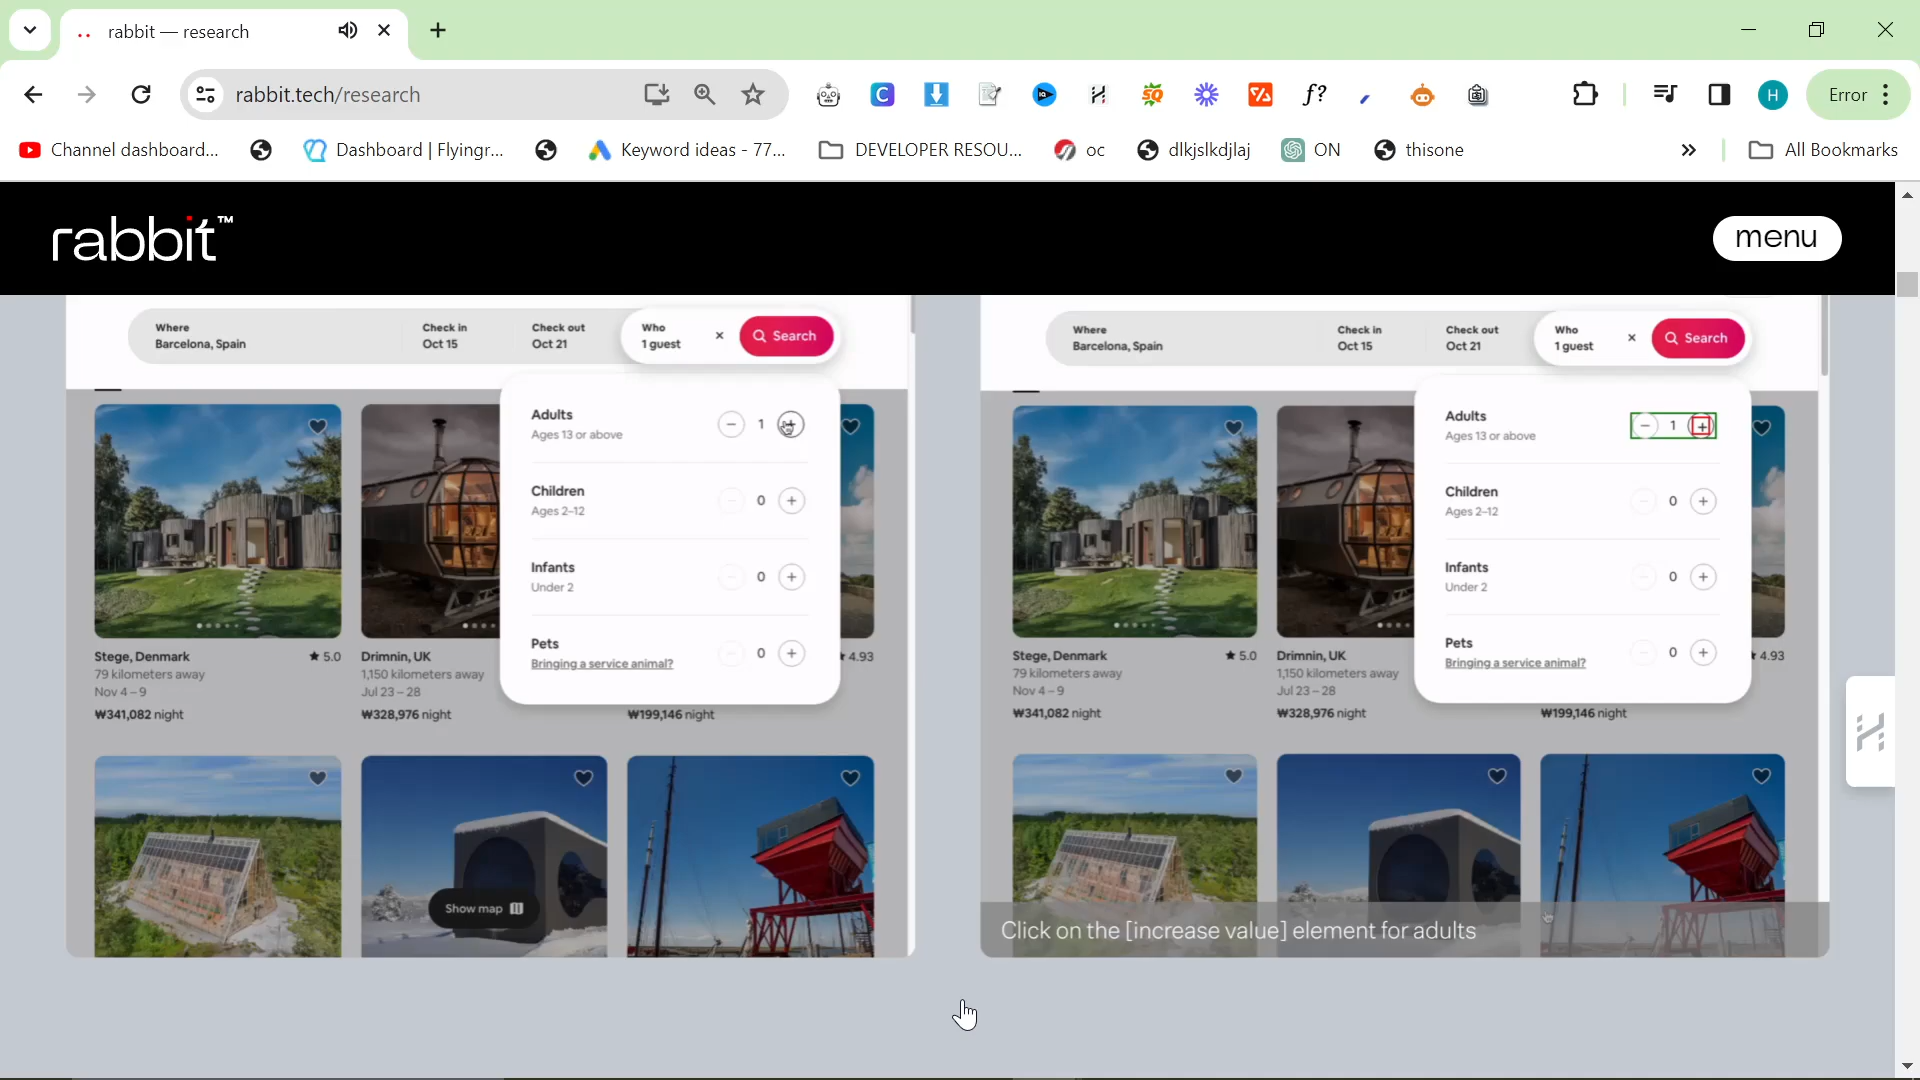 rabbit — research
rabbit.tech/research
Error
Channel dashboard...
Dashboard | Flyingr...
Keyword ideas - 77...
DEVELOPER RESOU...
oc
dlkjslkdjlaj
ON
thisone
All Bookmarks
rabbit™
menu
Where
Barcelona, Spain
Check in
Oct 15
Check out
Oct 21
Who
1 guest
Search
Adults
Ages 13 or above
1
Children
Ages 2–12
0
Infants
Under 2
0
Pets
Bringing a service animal?
0
Stege, Denmark
5.0
79 kilometers away
Nov 4 – 9
₩341,082 night
Drimnin, UK
1,150 kilometers away
Jul 23 – 28
₩328,976 night
4.93
₩199,146 night
Show map
Where
Barcelona, Spain
Check in
Oct 15
Check out
Oct 21
Who
1 guest
Search
Adults
Ages 13 or above
1
Children
Ages 2–12
0
Infants
Under 2
0
Pets
Bringing a service animal?
0
Stege, Denmark
5.0
79 kilometers away
Nov 4 – 9
₩341,082 night
Drimnin, UK
1,150 kilometers away
Jul 23 – 28
₩328,976 night
4.93
₩199,146 night
Click on the [increase value] element for adults